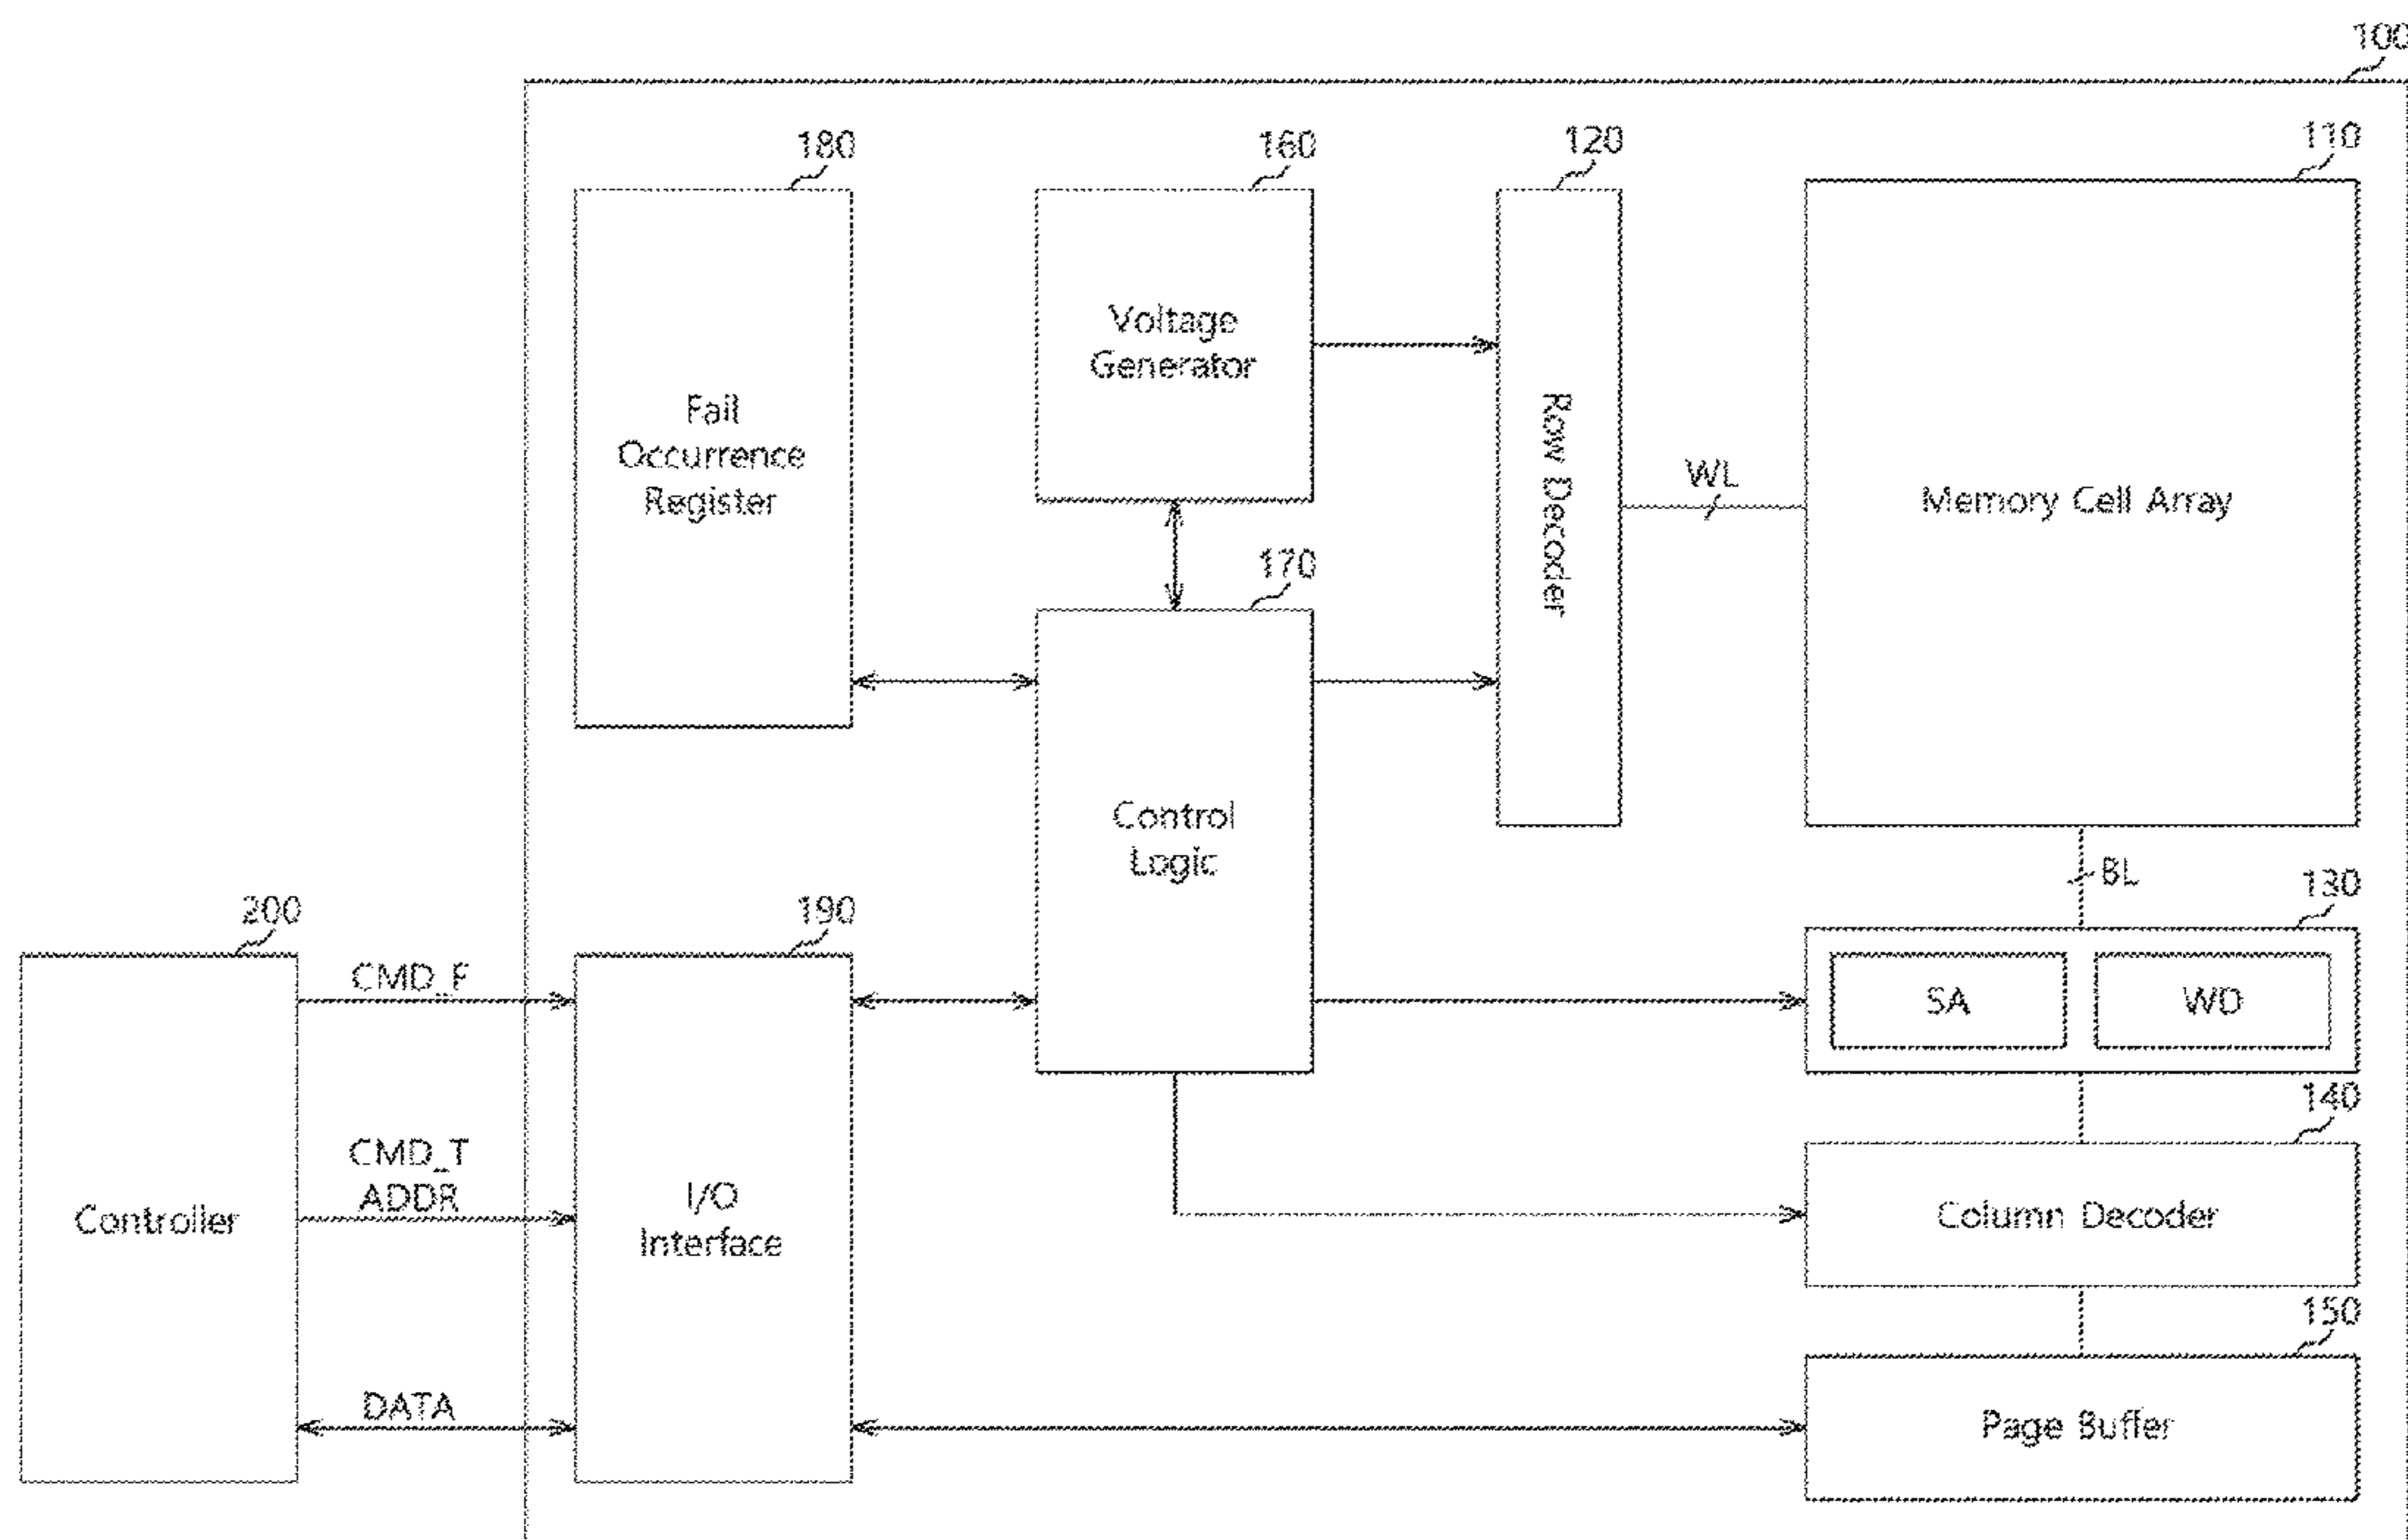 100
180
160
120
110
Fail
Occurrence
Register
Voltage
Generator
Row Decoder
WL
Memory Cell Array
170
Control
Logic
BL
130
200
190
CMD_F
SA
WD
140
CMD_T
ADDR
Controller
I/O
Interface
Column Decoder
150
DATA
Page Buffer